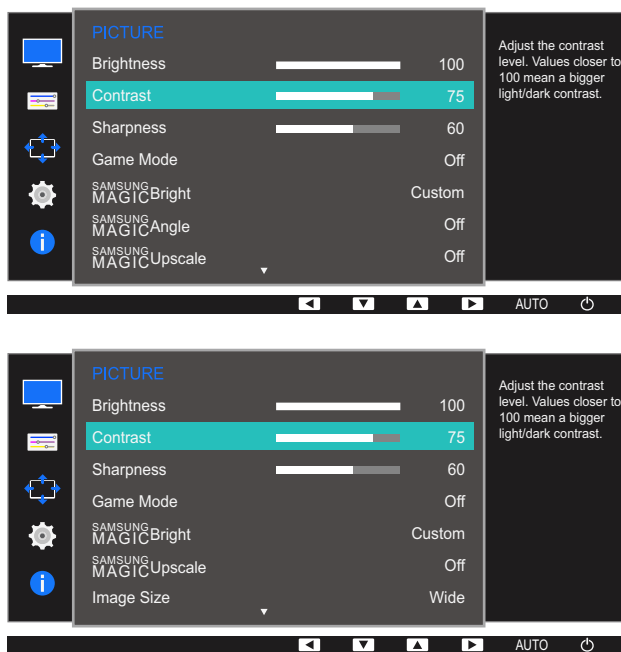 PICTURE
Brightness 100
Contrast 75
Sharpness 60
Game Mode Off
SAMSUNG
MAGICBright Custom
SAMSUNG
MAGICAngle Off
SAMSUNG
MAGICUpscale Off
Adjust the contrast
level. Values closer to
100 mean a bigger
light/dark contrast.
AUTO
PICTURE
Brightness 100
Contrast 75
Sharpness 60
Game Mode Off
SAMSUNG
MAGICBright Custom
SAMSUNG
MAGICUpscale Off
Image Size Wide
Adjust the contrast
level. Values closer to
100 mean a bigger
light/dark contrast.
AUTO